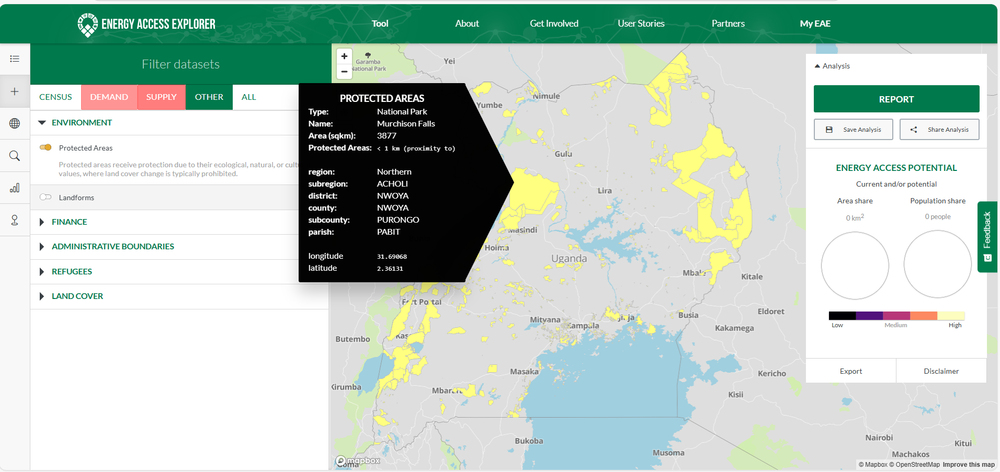 ENERGY ACCESS EXPLORER
Tool
About
Get Involved
User Stories
Partners
My EAE
Filter datasets
CENSUS
DEMAND
SUPPLY
OTHER
ALL
ENVIRONMENT
Protected Areas
Protected areas receive protection due to their ecological, natural, or cultu
values, where land cover change is typically prohibited.
Landforms
FINANCE
ADMINISTRATIVE BOUNDARIES
REFUGEES
LAND COVER
PROTECTED AREAS
Type: National Park
Name: Murchison Falls
Area (sqkm): 3877
Protected Areas: < 1 km (proximity to)
region: Northern
subregion: ACHOLI
district: NWOYA
county: NWOYA
subcounty: PURONGO
parish: PABIT
longitude 31.69068
latitude 2.36131
+
−
Garamba
National Park
Yei
Nimule
Yumbe
Gulu
Lira
Masindi
Hoima
Uganda
Mbale
Kitale
Fort Portal
Mityana
Kampala
Jinja
Busia
Eldoret
Kakamega
Butembo
Kas
Masaka
Kericho
Kirumba
Mbarara
Kisii
Bukoba
Musoma
Nairobi
Machakos
Kitui
Goma
mapbox
© Mapbox © OpenStreetMap Improve this map
Analysis
REPORT
Save Analysis
Share Analysis
ENERGY ACCESS POTENTIAL
Current and/or potential
Area share
Population share
0 km²
0 people
Low
Medium
High
Export
Disclaimer
Feedback